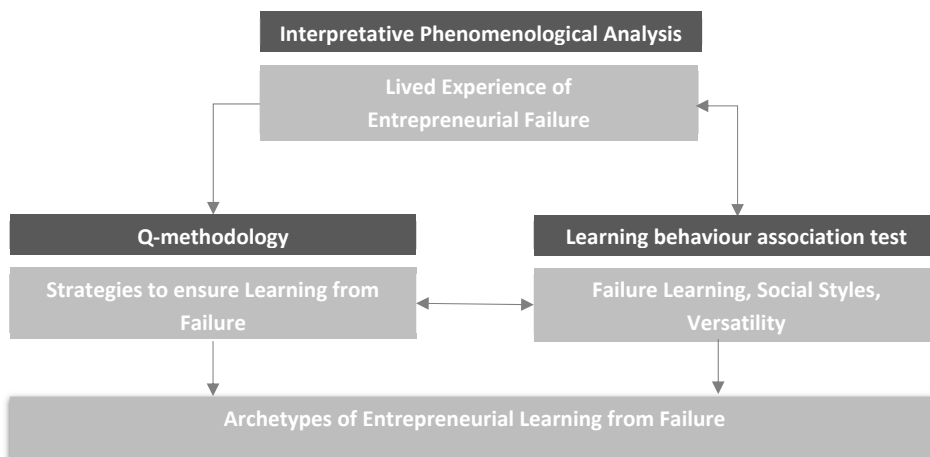 Interpretative Phenomenological Analysis
Lived Experience of
Entrepreneurial Failure
Q-methodology
Strategies to ensure Learning from
Failure
Learning behaviour association test
Failure Learning, Social Styles,
Versatility
Archetypes of Entrepreneurial Learning from Failure